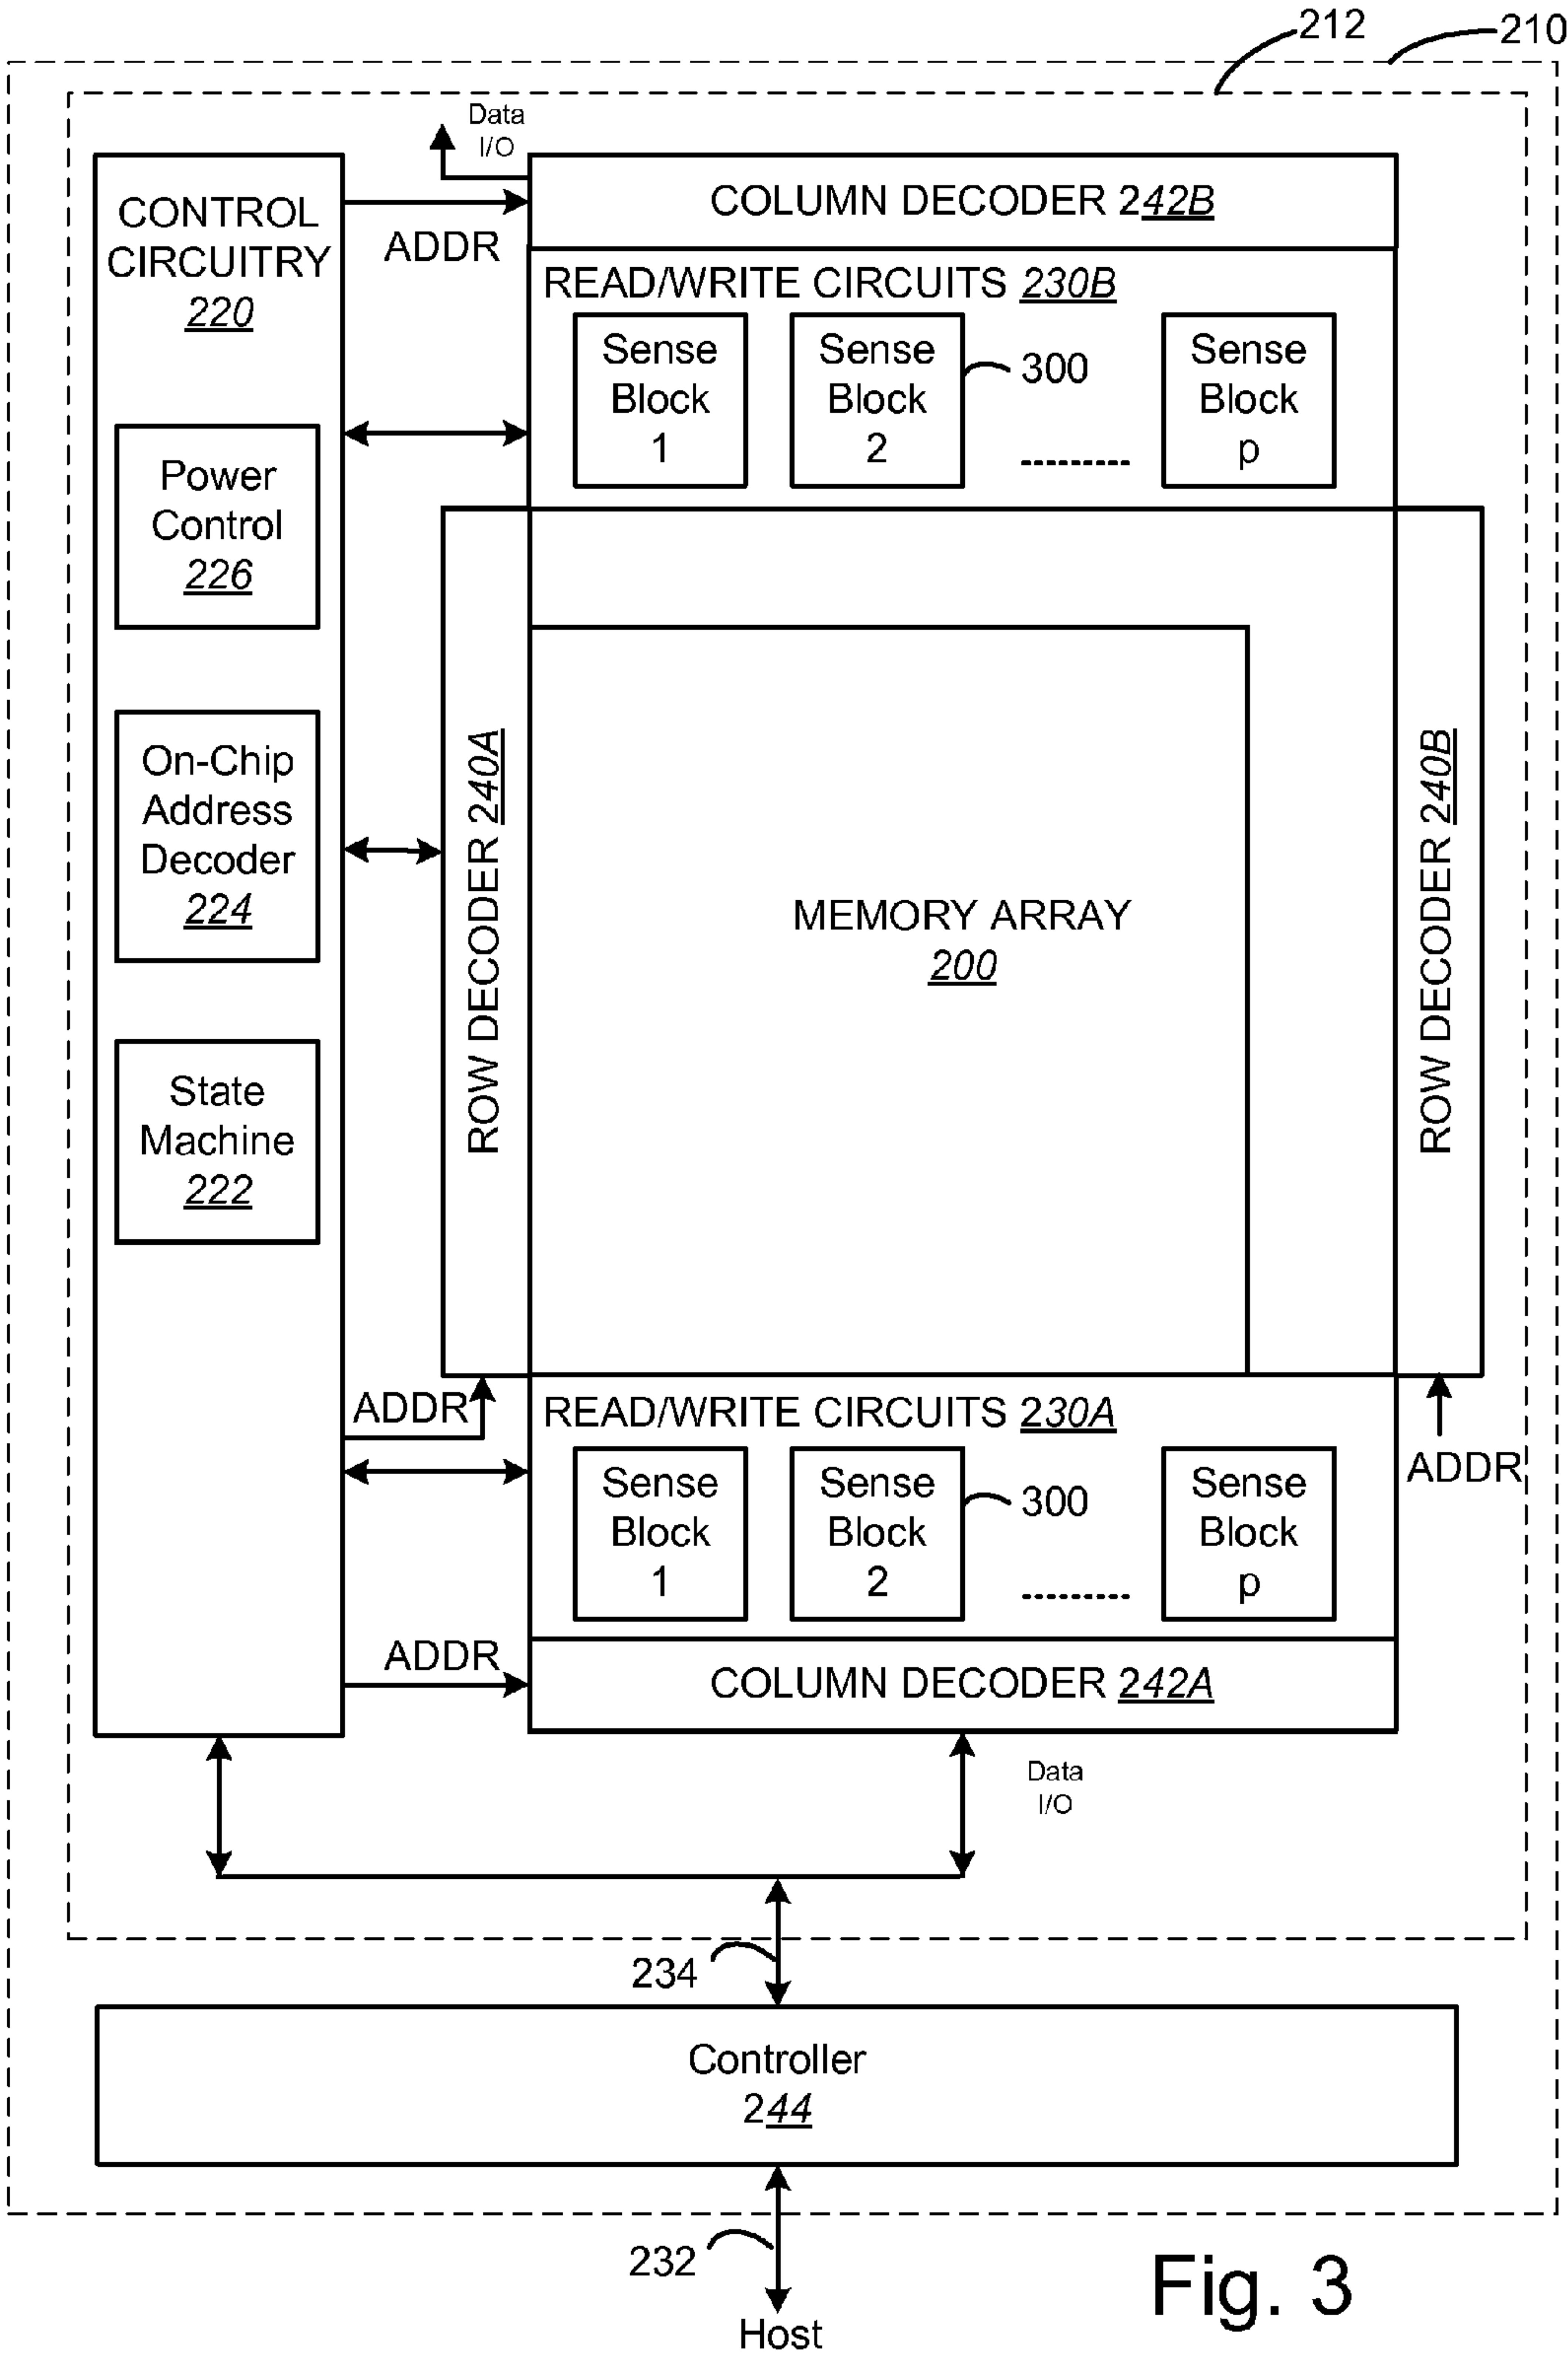 212
210
Data
I/O
CONTROL
CIRCUITRY
220
ADDR
COLUMN DECODER 242B
READ/WRITE CIRCUITS 230B
Sense
Block
1
Sense
Block
2
300
.........
Sense
Block
p
Power
Control
226
On-Chip
Address
Decoder
224
State
Machine
222
ROW DECODER 240A
MEMORY ARRAY
200
ROW DECODER 240B
ADDR
READ/WRITE CIRCUITS 230A
ADDR
Sense
Block
1
Sense
Block
2
300
.........
Sense
Block
p
ADDR
COLUMN DECODER 242A
Data
I/O
234
Controller
244
232
Host
Fig. 3